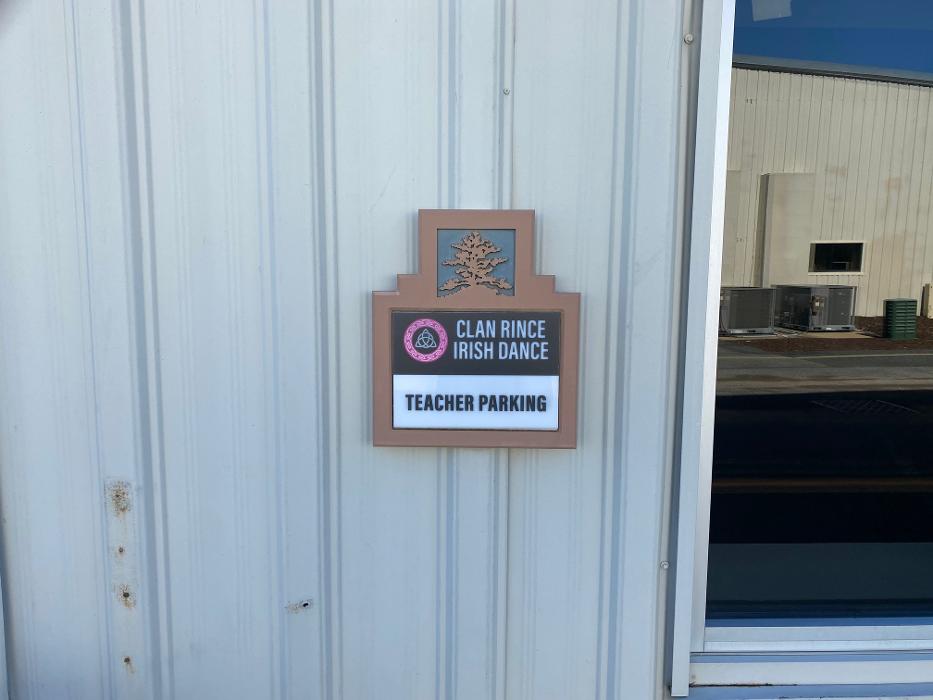 CLAN RINCE
IRISH DANCE
TEACHER PARKING